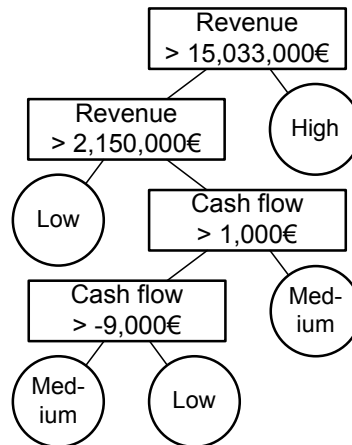 Revenue
> 15,033,000€
Revenue
> 2,150,000€
High
Low
Cash flow
> 1,000€
Cash flow
> -9,000€
Med-
ium
Med-
ium
Low